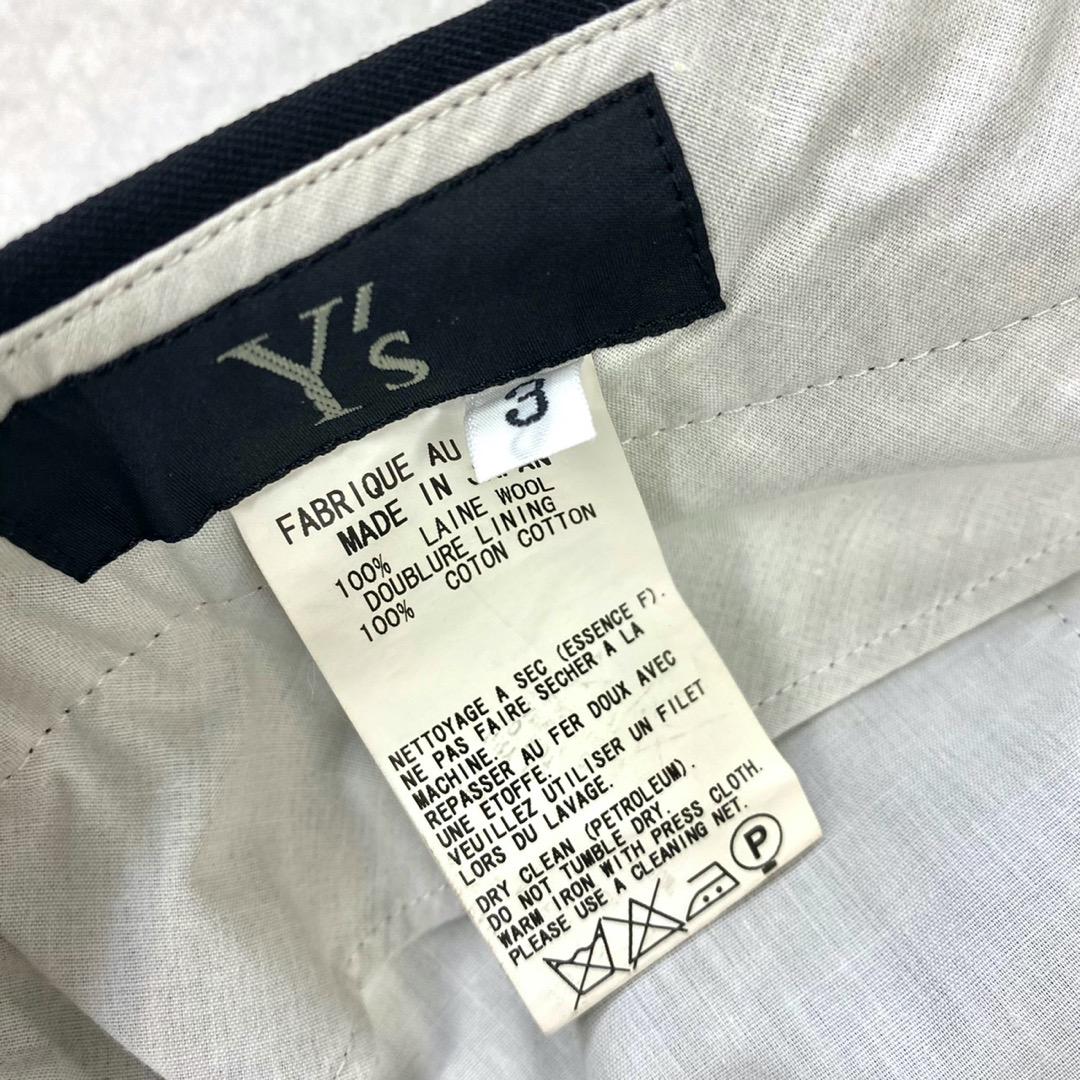 Y's
3
FABRIQUE AU
MADE IN JAPAN
100% LAINE WOOL
DOUBLURE LINING
100% COTON COTTON
NETTOYAGE A SEC (ESSENCE F).
NE PAS FAIRE SECHER A LA
MACHINE.
REPASSER AU FER DOUX AVEC
UNE ETOFFE.
VEUILLEZ UTILISER UN FILET
LORS DU LAVAGE.
DRY CLEAN (PETROLEUM).
DO NOT TUMBLE DRY.
WARM IRON WITH PRESS CLOTH.
PLEASE USE A CLEANING NET.
P